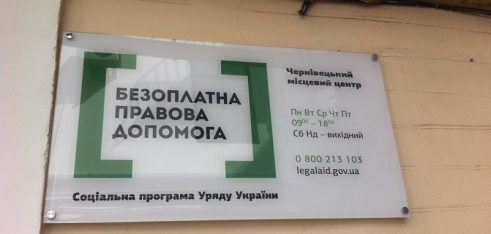 БЕЗОПЛАТНА
ПРАВОВА
ДОПОМОГА
Соціальна програма Уряду України
Чернівецький
місцевий центр
Пн Вт Ср Чт Пт
09⁰⁰ – 18⁰⁰
Сб Нд – вихідний
0 800 213 103
legalaid.gov.ua